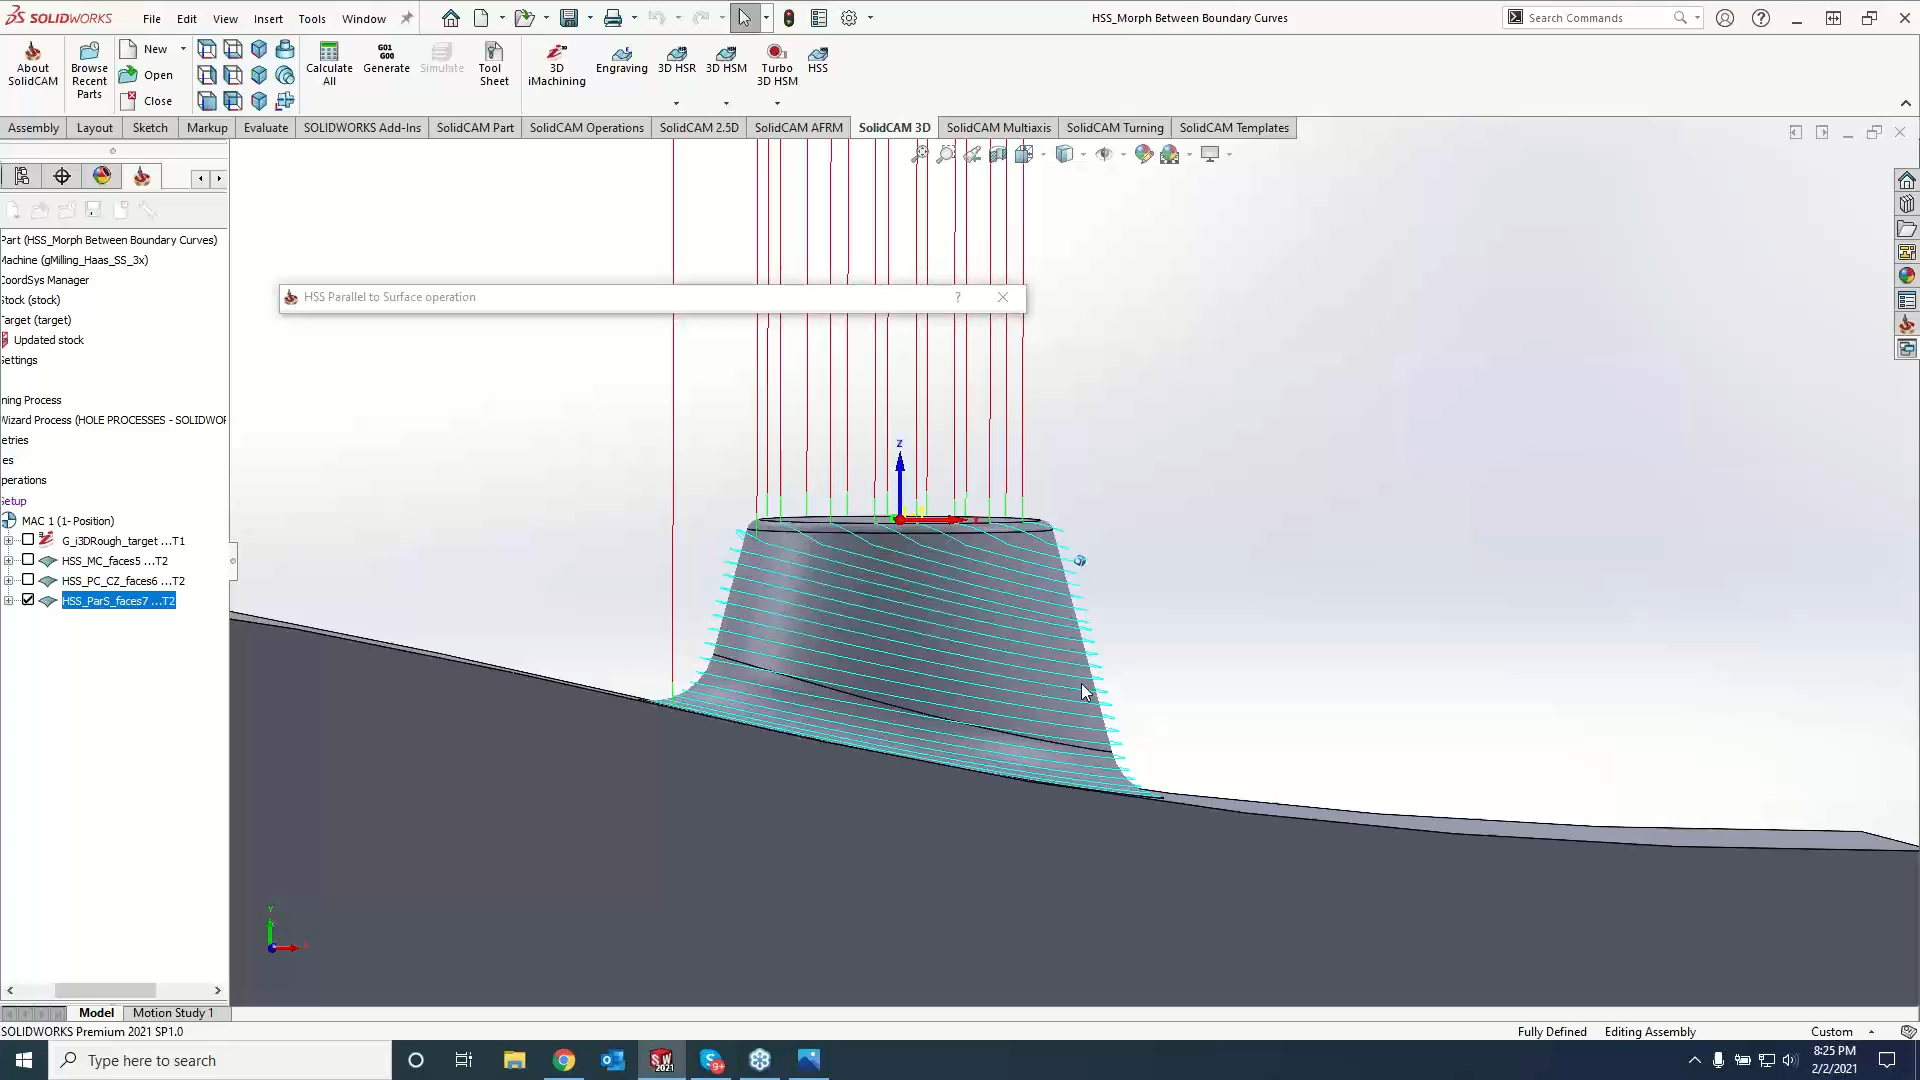 SOLIDWORKS File Edit View Insert Tools Window HSS_Morph Between Boundary Curves Search Commands
About SolidCAM
Browse Recent Parts
New
Open
Close
Calculate All
G01 G00
Generate
Simulate
Tool Sheet
3D iMachining
Engraving
3D HSR
3D HSM
Turbo 3D HSM
HSS
Assembly Layout Sketch Markup Evaluate SOLIDWORKS Add-Ins SolidCAM Part SolidCAM Operations SolidCAM 2.5D SolidCAM AFRM SolidCAM 3D SolidCAM Multiaxis SolidCAM Turning SolidCAM Templates
Part (HSS_Morph Between Boundary Curves)
Machine (gMilling_Haas_SS_3x)
CoordSys Manager
Stock (stock)
Target (target)
Updated stock
Settings
ning Process
Wizard Process (HOLE PROCESSES - SOLIDWOR
etries
es
perations
Setup
MAC 1 (1- Position)
G_i3DRough_target ...T1
HSS_MC_faces5 ...T2
HSS_PC_CZ_faces6 ...T2
HSS_ParS_faces7 ...T2
HSS Parallel to Surface operation ?
Z
Y
Model Motion Study 1
SOLIDWORKS Premium 2021 SP1.0 Fully Defined Editing Assembly Custom
Type here to search
SW 2021
9+
8:25 PM
2/2/2021